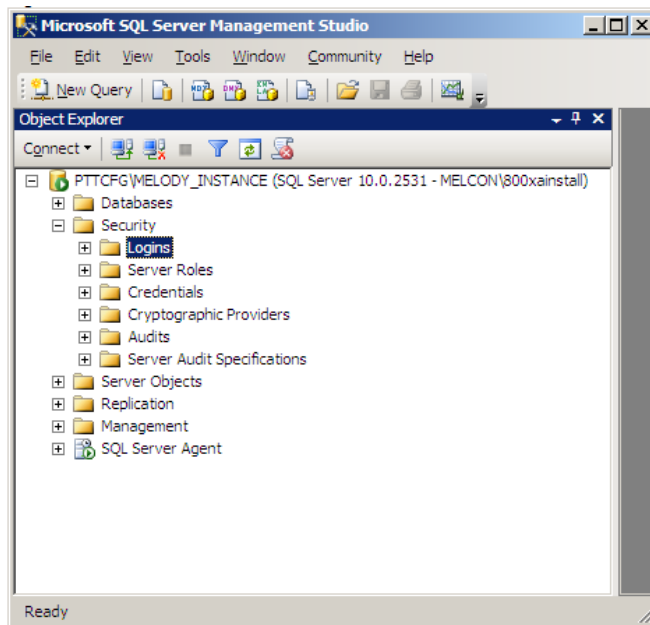 Microsoft SQL Server Management Studio
File Edit View Tools Window Community Help
New Query
Object Explorer
Connect
PTTCFG\MELODY_INSTANCE (SQL Server 10.0.2531 - MELCON\800xainstall)
Databases
Security
Logins
Server Roles
Credentials
Cryptographic Providers
Audits
Server Audit Specifications
Server Objects
Replication
Management
SQL Server Agent
Ready